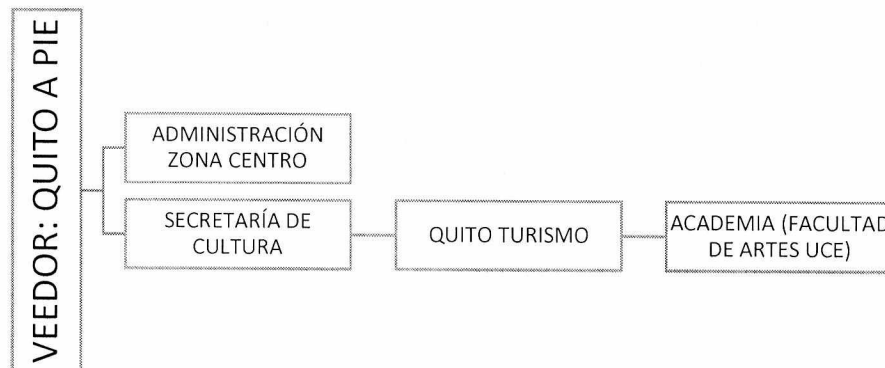 VEEDOR: QUITO A PIE
ADMINISTRACIÓN
ZONA CENTRO
SECRETARÍA DE
CULTURA
QUITO TURISMO
ACADEMIA (FACULTAD
DE ARTES UCE)